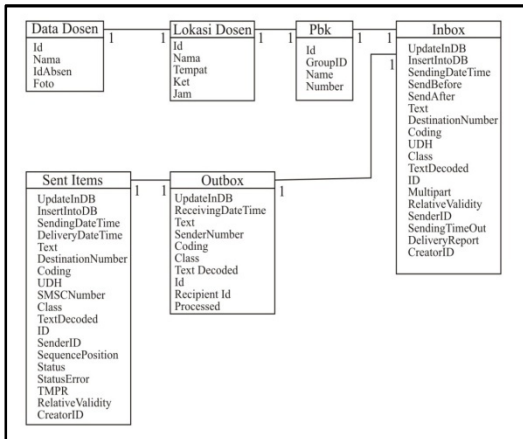 Data Dosen
Id
Nama
IdAbsen
Foto
1
1
Lokasi Dosen
Id
Nama
Tempat
Ket
Jam
1
1
Pbk
Id
GroupID
Name
Number
1
1
Inbox
UpdateInDB
InsertIntoDB
SendingDateTime
SendBefore
SendAfter
Text
DestinationNumber
Coding
UDH
Class
TextDecoded
ID
Multipart
RelativeValidity
SenderID
SendingTimeOut
DeliveryReport
CreatorID
1
Sent Items
UpdateInDB
InsertIntoDB
SendingDateTime
DeliveryDateTime
Text
DestinationNumber
Coding
UDH
SMSCNumber
Class
TextDecoded
ID
SenderID
SequencePosition
Status
StatusError
TMPR
RelativeValidity
CreatorID
1
1
Outbox
UpdateInDB
ReceivingDateTime
Text
SenderNumber
Coding
Class
Text Decoded
Id
Recipient Id
Processed
1